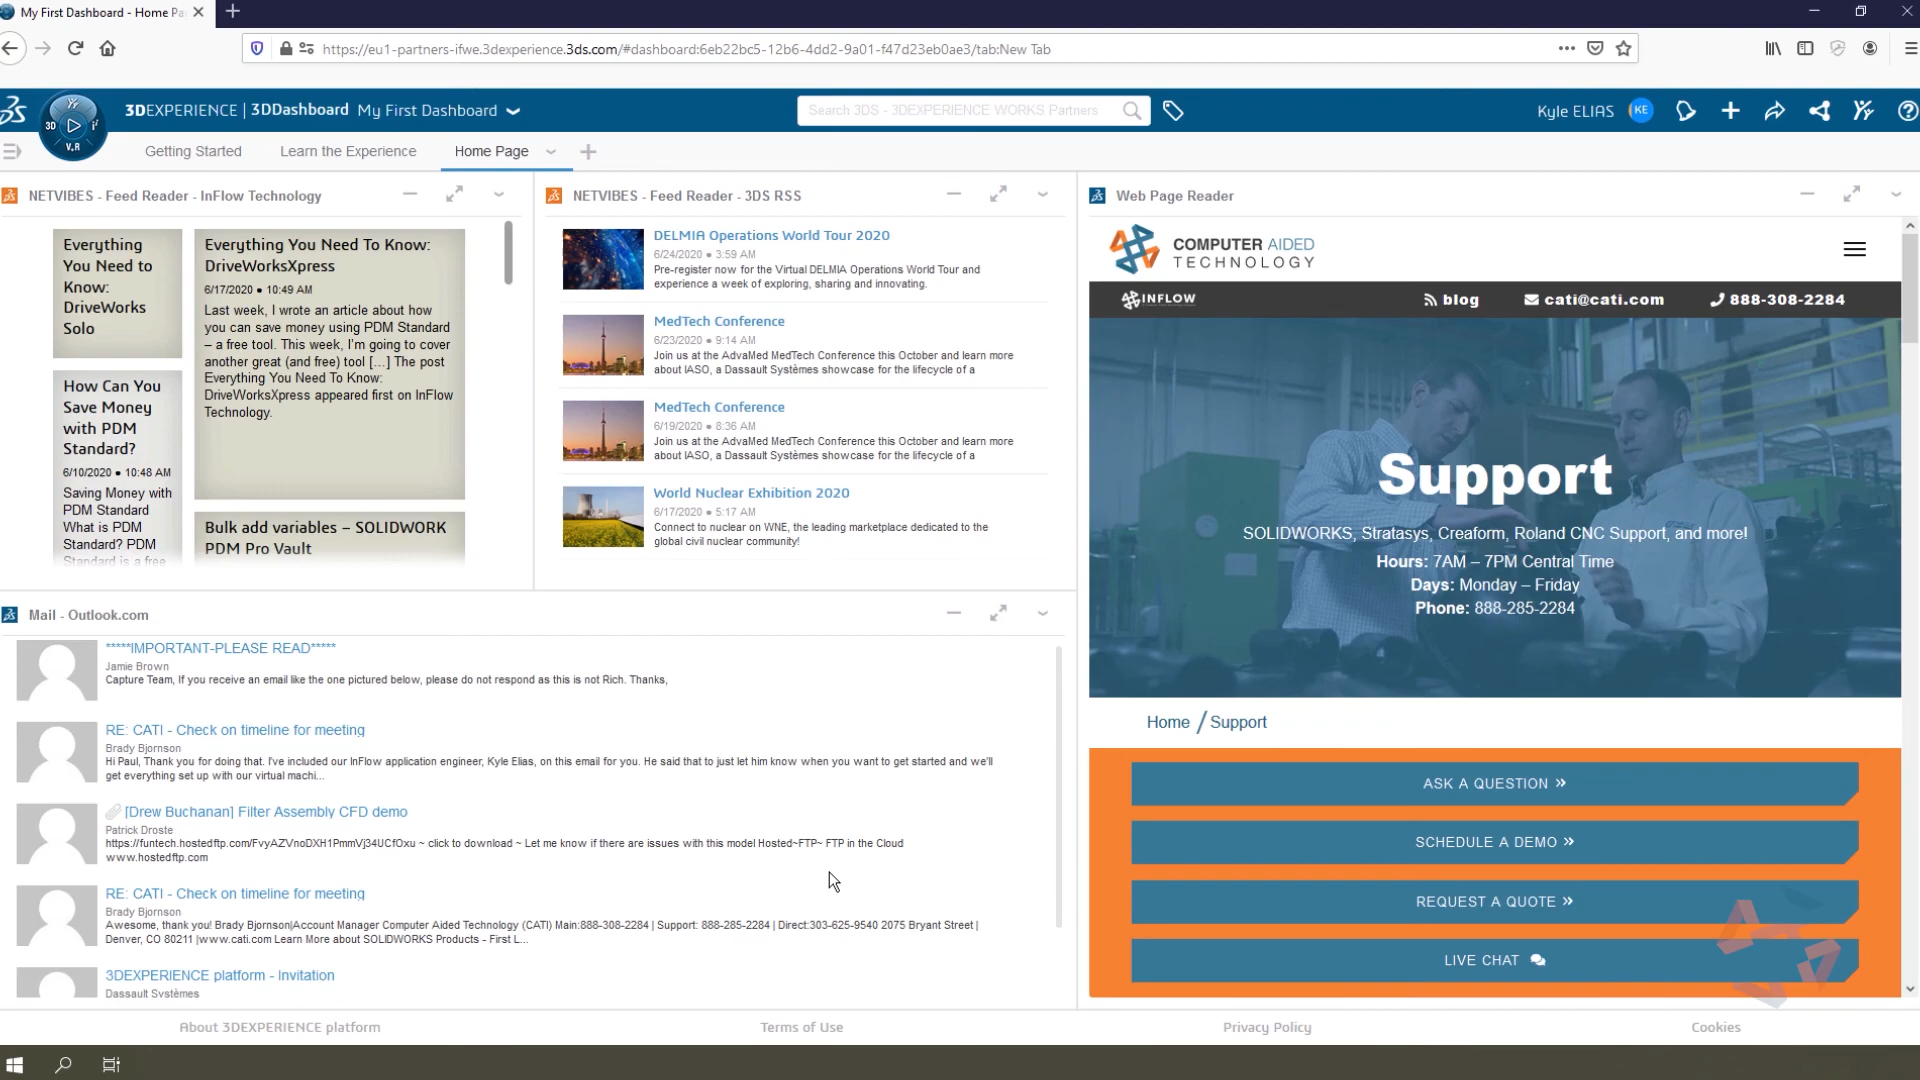 My First Dashboard - Home Pa
https://eu1-partners-ifwe.3dexperience.3ds.com/#dashboard:6eb22bc5-12b6-4dd2-9a01-f47d23eb0ae3/tab:New Tab
3D
V,R
3DEXPERIENCE | 3DDashboard My First Dashboard
Search 3DS - 3DEXPERIENCE WORKS Partners
Kyle ELIAS KE
Getting Started
Learn the Experience
Home Page
NETVIBES - Feed Reader - InFlow Technology
Everything
You Need to
Know:
DriveWorks
Solo
How Can You
Save Money
with PDM
Standard?
6/10/2020 ● 10:48 AM
Saving Money with
PDM Standard
What is PDM
Standard? PDM
Standard is a free
Everything You Need To Know:
DriveWorksXpress
6/17/2020 ● 10:49 AM
Last week, I wrote an article about how
you can save money using PDM Standard
– a free tool. This week, I'm going to cover
another great (and free) tool […] The post
Everything You Need To Know:
DriveWorksXpress appeared first on InFlow
Technology.
Bulk add variables – SOLIDWORK
PDM Pro Vault
NETVIBES - Feed Reader - 3DS RSS
DELMIA Operations World Tour 2020
6/24/2020 ● 3:59 AM
Pre-register now for the Virtual DELMIA Operations World Tour and
experience a week of exploring, sharing and innovating.
MedTech Conference
6/23/2020 ● 9:14 AM
Join us at the AdvaMed MedTech Conference this October and learn more
about IASO, a Dassault Systèmes showcase for the lifecycle of a
MedTech Conference
6/19/2020 ● 8:36 AM
Join us at the AdvaMed MedTech Conference this October and learn more
about IASO, a Dassault Systèmes showcase for the lifecycle of a
World Nuclear Exhibition 2020
6/17/2020 ● 5:17 AM
Connect to nuclear on WNE, the leading marketplace dedicated to the
global civil nuclear community!
Mail - Outlook.com
*****IMPORTANT-PLEASE READ*****
Jamie Brown
Capture Team, If you receive an email like the one pictured below, please do not respond as this is not Rich. Thanks,
RE: CATI - Check on timeline for meeting
Brady Bjornson
Hi Paul, Thank you for doing that. I've included our InFlow application engineer, Kyle Elias, on this email for you. He said that to just let him know when you want to get started and we'll
get everything set up with our virtual machi...
[Drew Buchanan] Filter Assembly CFD demo
Patrick Droste
https://funtech.hostedftp.com/FvyAZVnoDXH1PmmVj34UCfOxu ~ click to download ~ Let me know if there are issues with this model Hosted~FTP~ FTP in the Cloud
www.hostedftp.com
RE: CATI - Check on timeline for meeting
Brady Bjornson
Awesome, thank you! Brady Bjornson|Account Manager Computer Aided Technology (CATI) Main:888-308-2284 | Support: 888-285-2284 | Direct:303-625-9540 2075 Bryant Street |
Denver, CO 80211 |www.cati.com Learn More about SOLIDWORKS Products - First L...
3DEXPERIENCE platform - Invitation
Dassault Systèmes
Web Page Reader
COMPUTER AIDED
TECHNOLOGY
INFLOW
blog
cati@cati.com
888-308-2284
Support
SOLIDWORKS, Stratasys, Creaform, Roland CNC Support, and more!
Hours: 7AM – 7PM Central Time
Days: Monday – Friday
Phone: 888-285-2284
Home / Support
ASK A QUESTION »
SCHEDULE A DEMO »
REQUEST A QUOTE »
LIVE CHAT
About 3DEXPERIENCE platform
Terms of Use
Privacy Policy
Cookies